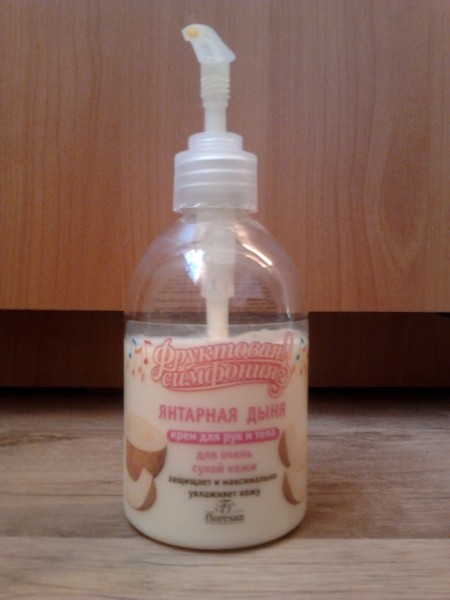 Фруктовая
симфония
ЯНТАРНАЯ ДЫНЯ
крем для рук и тела
для очень
сухой кожи
защищает и максимально
увлажняет кожу
floresan